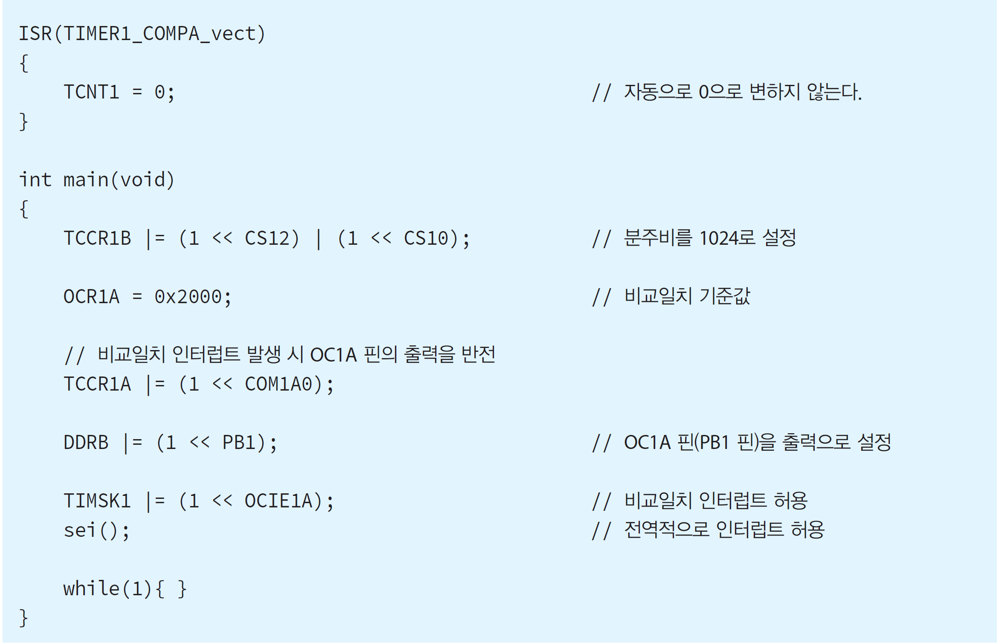 ISR(TIMER1_COMPA_vect)
{
    TCNT1 = 0; // 자동으로 0으로 변하지 않는다.
}

int main(void)
{
    TCCR1B |= (1 << CS12) | (1 << CS10); // 분주비를 1024로 설정

    OCR1A = 0x2000; // 비교일치 기준값

    // 비교일치 인터럽트 발생 시 OC1A 핀의 출력을 반전
    TCCR1A |= (1 << COM1A0);

    DDRB |= (1 << PB1); // OC1A 핀(PB1 핀)을 출력으로 설정

    TIMSK1 |= (1 << OCIE1A); // 비교일치 인터럽트 허용
    sei(); // 전역적으로 인터럽트 허용

    while(1){ }
}